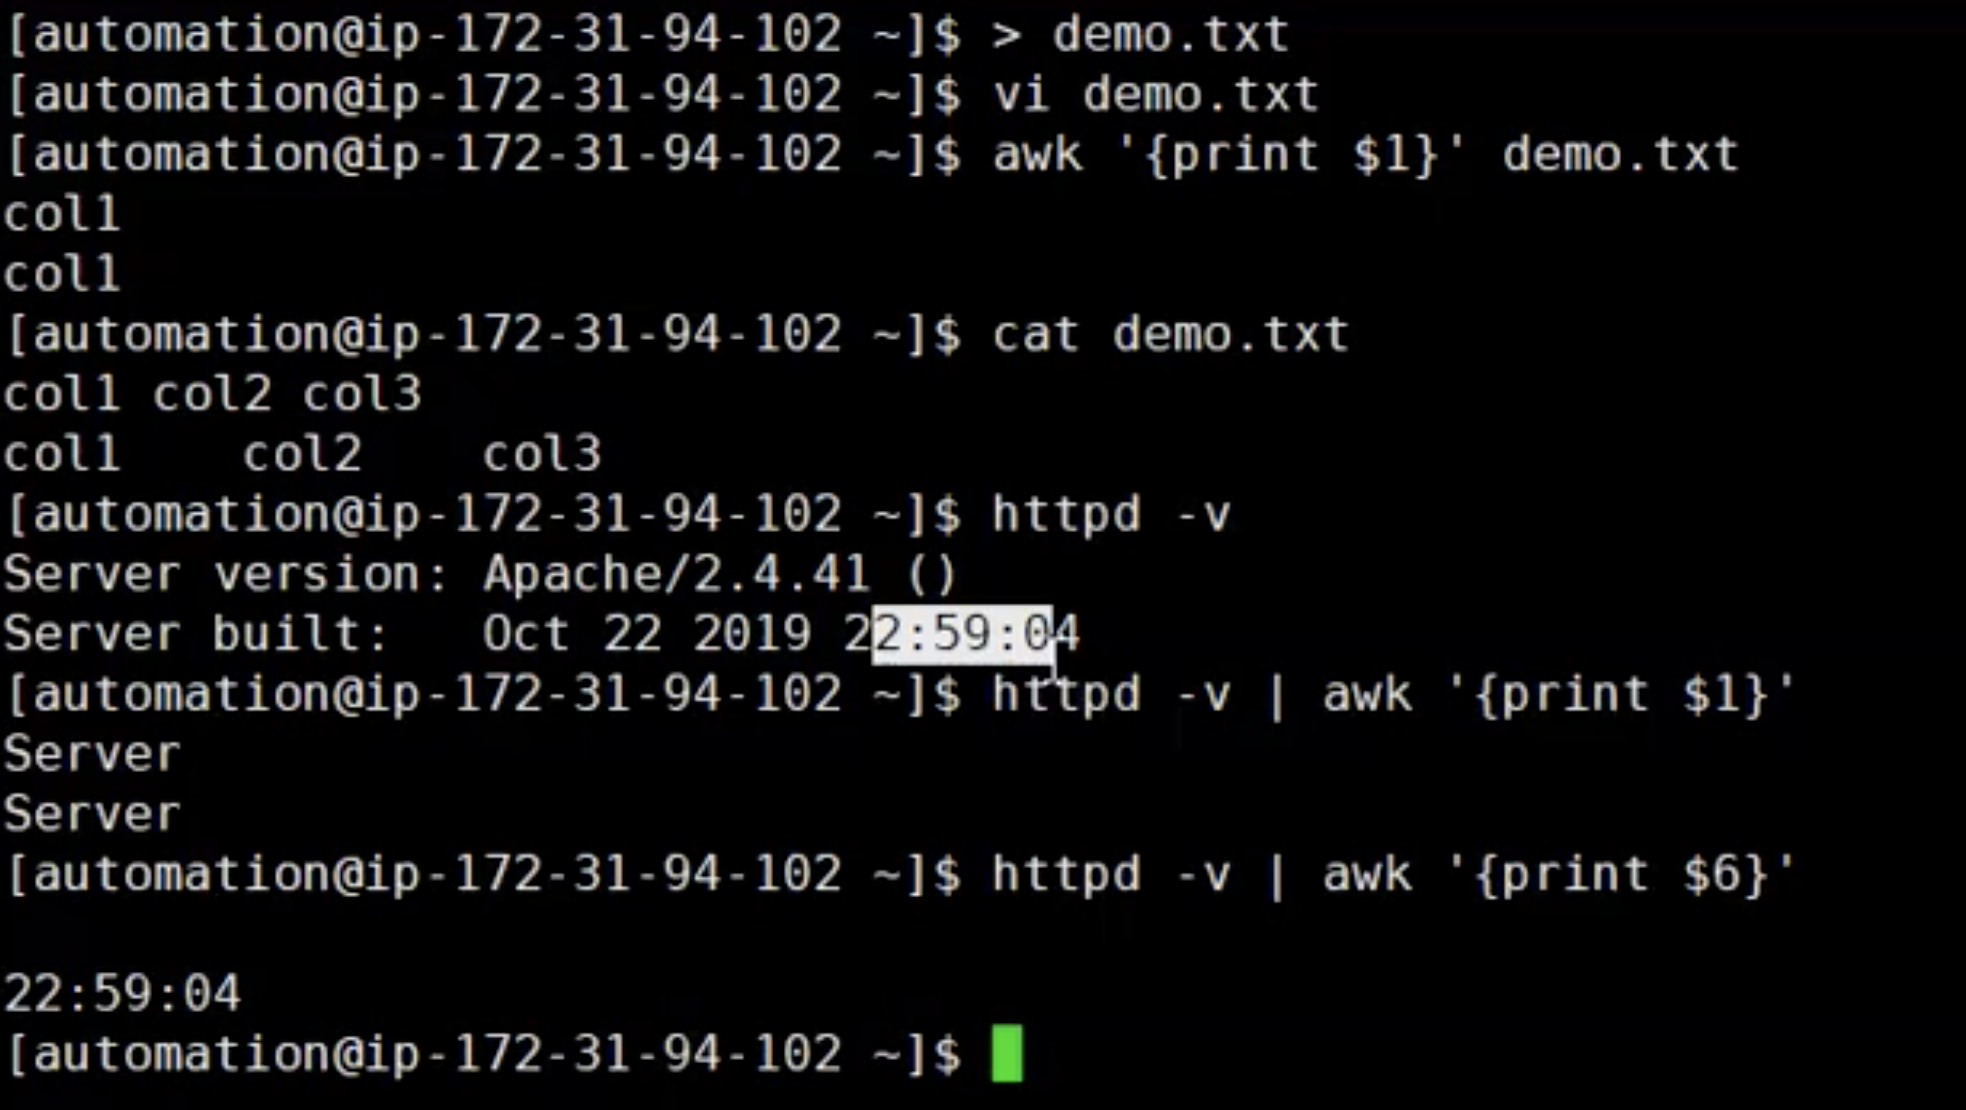 [automation@ip-172-31-94-102 ~]$ > demo.txt
[automation@ip-172-31-94-102 ~]$ vi demo.txt
[automation@ip-172-31-94-102 ~]$ awk '{print $1}' demo.txt
col1
col1
[automation@ip-172-31-94-102 ~]$ cat demo.txt
col1 col2 col3
col1    col2    col3
[automation@ip-172-31-94-102 ~]$ httpd -v
Server version: Apache/2.4.41 ()
Server built:   Oct 22 2019 22:59:04
[automation@ip-172-31-94-102 ~]$ httpd -v | awk '{print $1}'
Server
Server
[automation@ip-172-31-94-102 ~]$ httpd -v | awk '{print $6}'

22:59:04
[automation@ip-172-31-94-102 ~]$